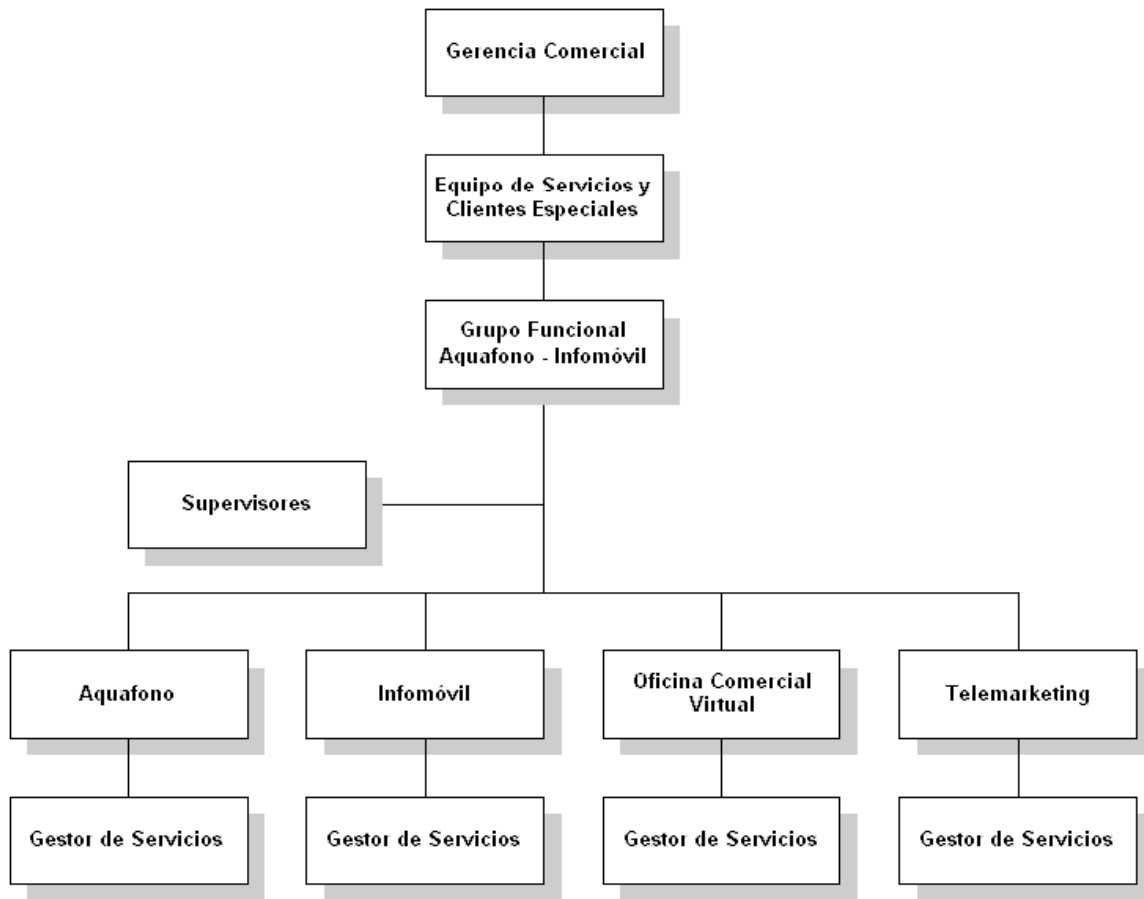 Gerencia Comercial
Equipo de Servicios y
Clientes Especiales
Grupo Funcional
Aquafono - Infomóvil
Supervisores
Aquafono
Infomóvil
Oficina Comercial
Virtual
Telemarketing
Gestor de Servicios
Gestor de Servicios
Gestor de Servicios
Gestor de Servicios